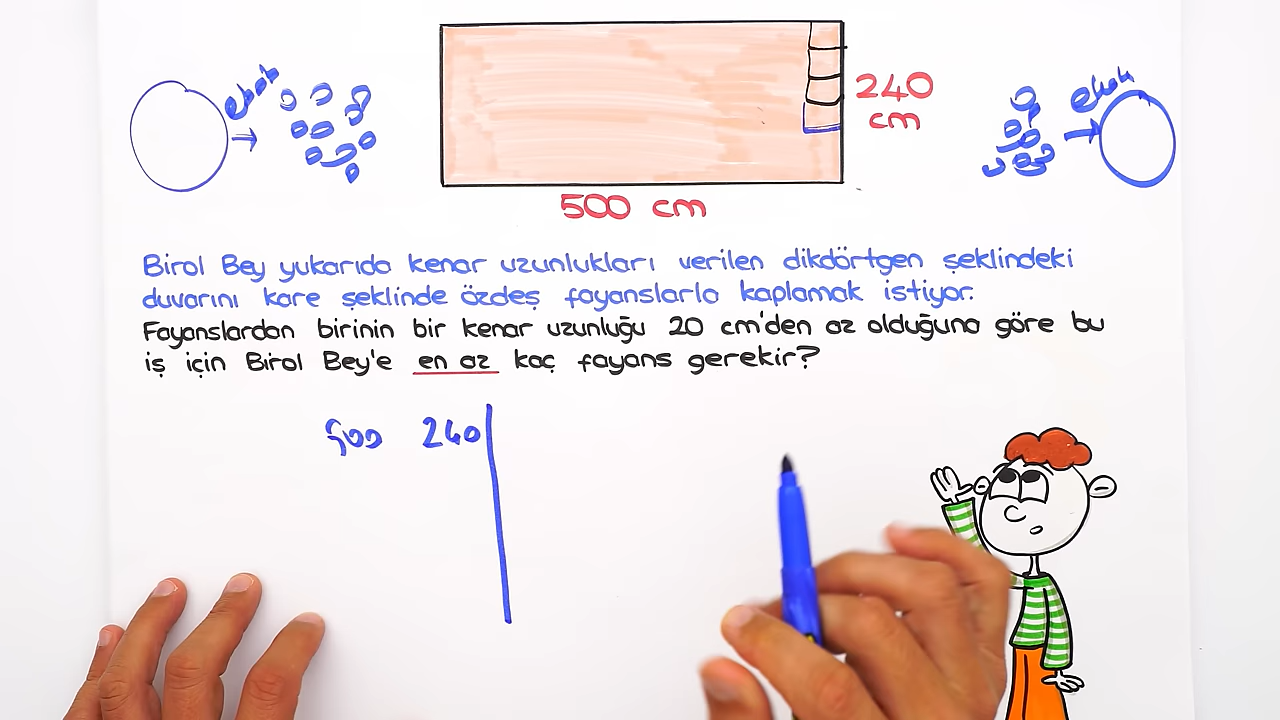 ebob
240
cm
ekok
500 cm
Birol Bey yukarıda kenar uzunlukları verilen dikdörtgen şeklindeki
duvarını kare şeklinde özdeş fayanslarla kaplamak istiyor.
Fayanslardan birinin bir kenar uzunluğu 20 cm'den az olduğuna göre bu
iş için Birol Bey'e en az kaç fayans gerekir?
500 240